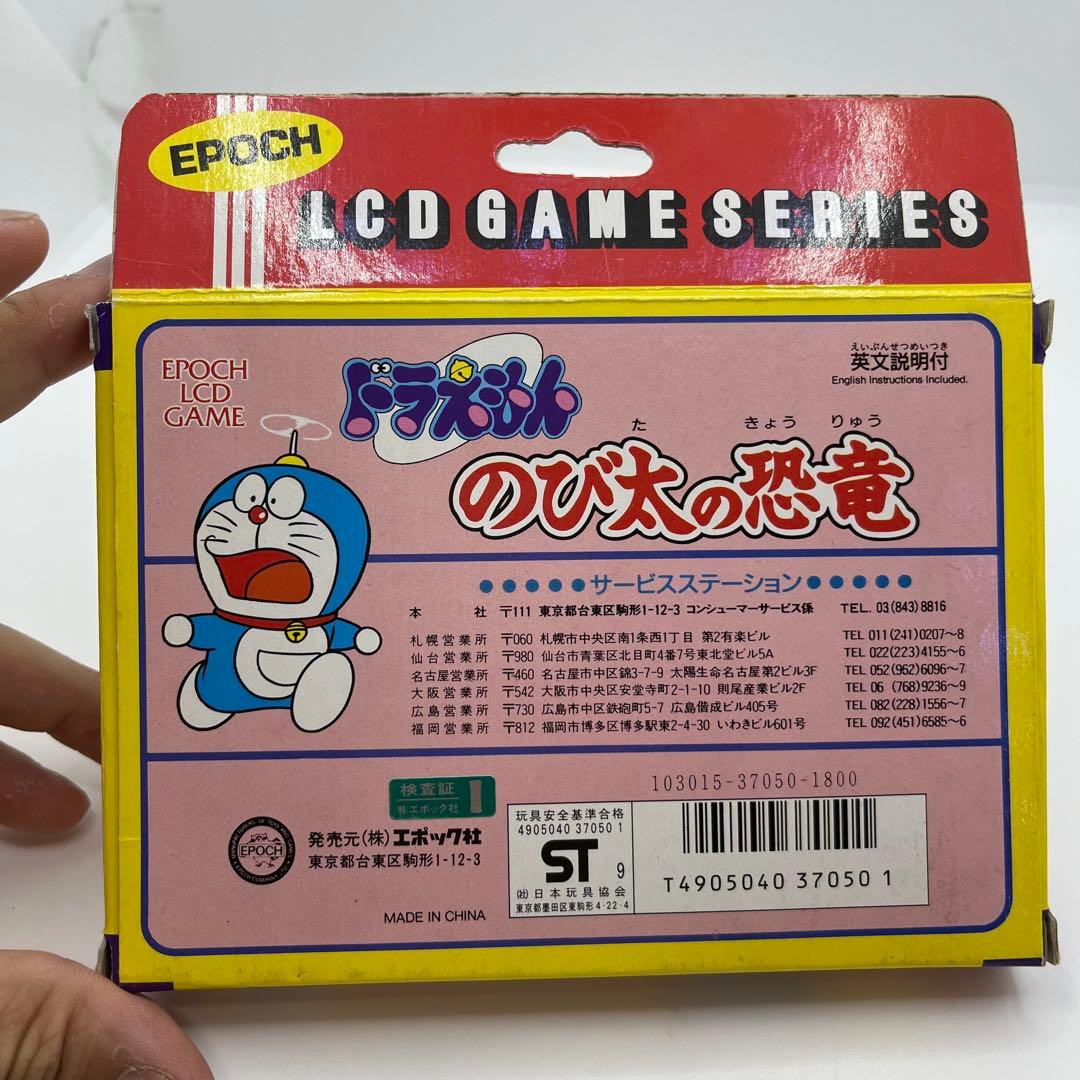 EPOCH
LCD GAME SERIES
EPOCH
LCD
GAME
ドラえもん
えいぶんせつめいつき
英文説明付
English Instructions Included.
た きょう りゅう
のび太の恐竜
●●●●●サービスステーション●●●●●
本 社 〒111 東京都台東区駒形1-12-3 コンシューマーサービス係 TEL. 03(843)8816
札幌営業所 〒060 札幌市中央区南1条西1丁目 第2有楽ビル TEL 011(241)0207〜8
仙台営業所 〒980 仙台市青葉区北目町4番7号東北堂ビル5A TEL 022(223)4155〜6
名古屋営業所 〒460 名古屋市中区錦3-7-9 太陽生命名古屋第2ビル3F TEL 052(962)6096〜7
大阪営業所 〒542 大阪市中央区安堂寺町2-1-10 則尾産業ビル2F TEL 06 (768)9236〜9
広島営業所 〒730 広島市中区鉄砲町5-7 広島偕成ビル405号 TEL 082(228)1556〜7
福岡営業所 〒812 福岡市博多区博多駅東2-4-30 いわきビル601号 TEL 092(451)6585〜6
103015-37050-1800
検査証
㈱エポック社
MANUFACTURERS OF TOYS AND GAMES
EPOCH
EPOCH COMPANY LTD.
発売元(株)エポック社
東京都台東区駒形1-12-3
MADE IN CHINA
玩具安全基準合格
4905040 37050 1
ST 9
㈳日本玩具協会
東京都墨田区東駒形4-22-4
T4905040 37050 1